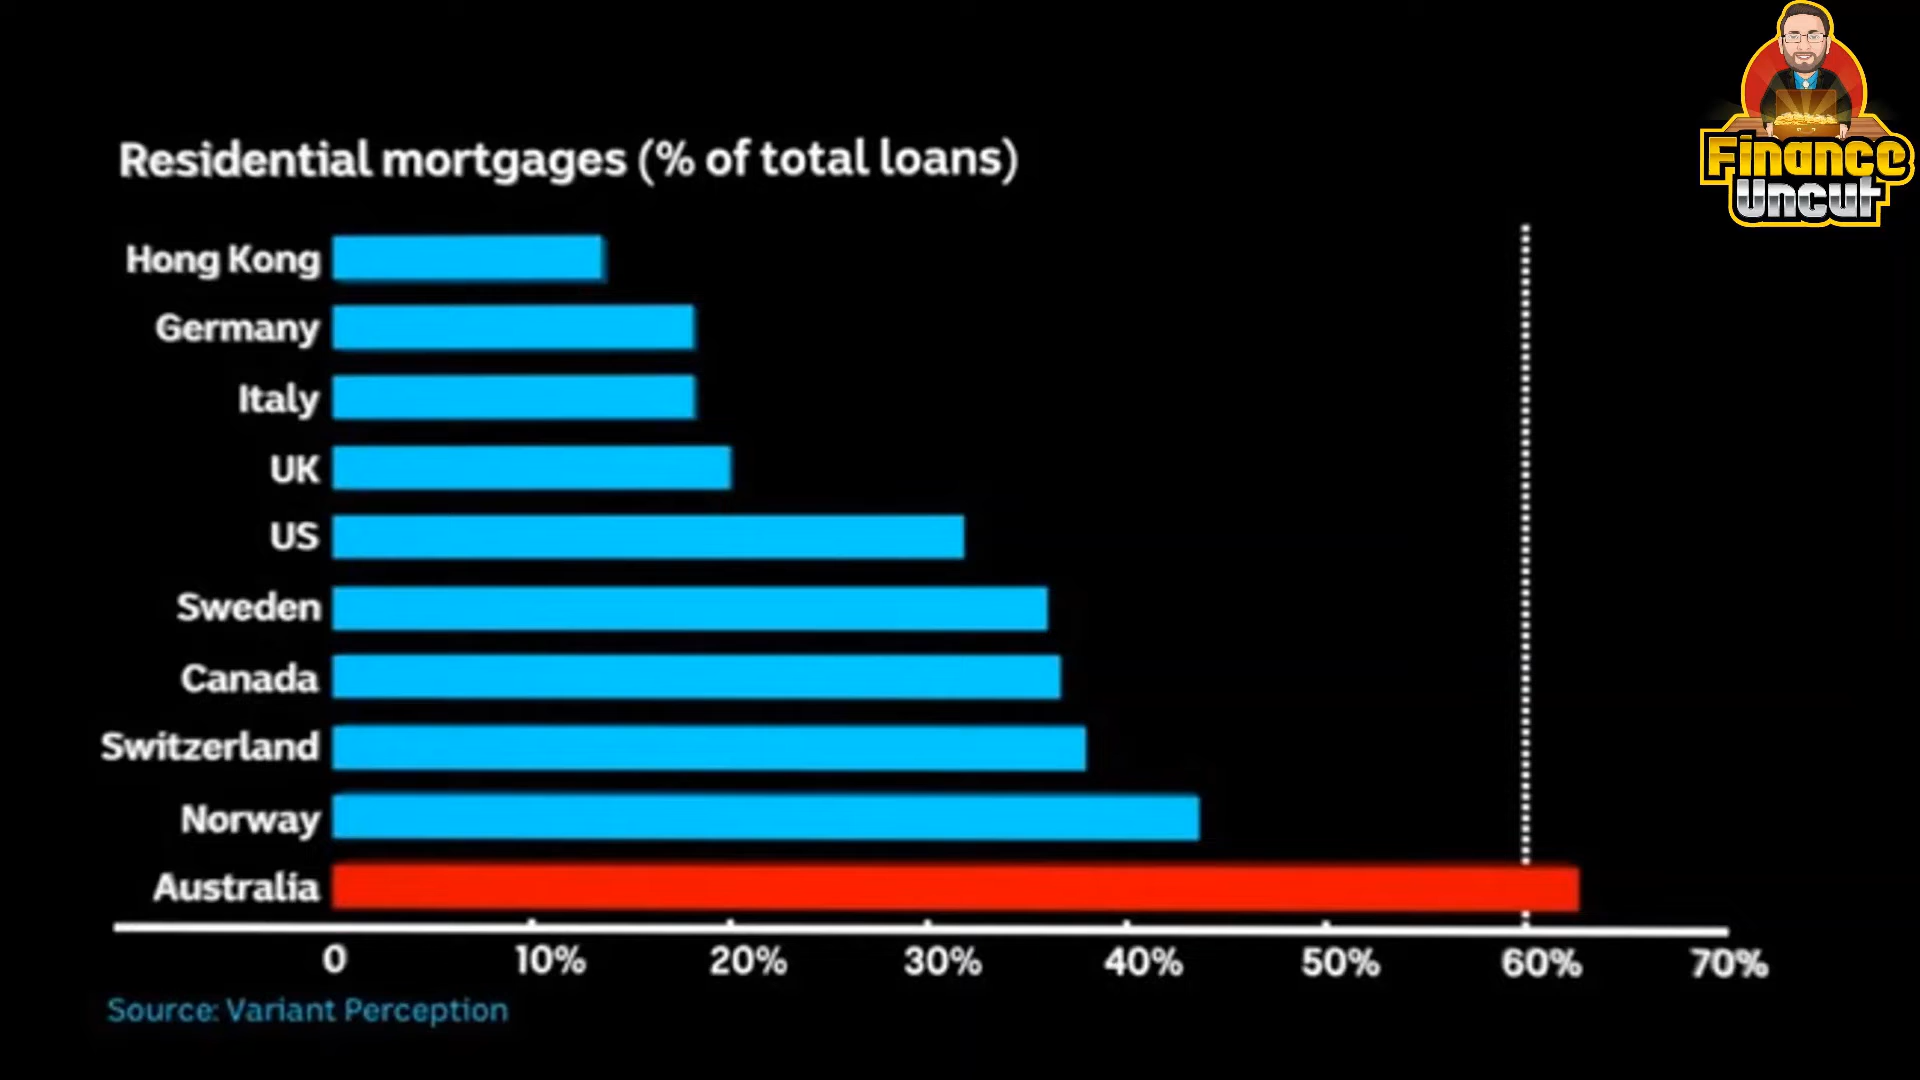 Finance
Uncut
Residential mortgages (% of total loans)
Hong Kong
Germany
Italy
UK
US
Sweden
Canada
Switzerland
Norway
Australia
0 10% 20% 30% 40% 50% 60% 70%
Source: Variant Perception